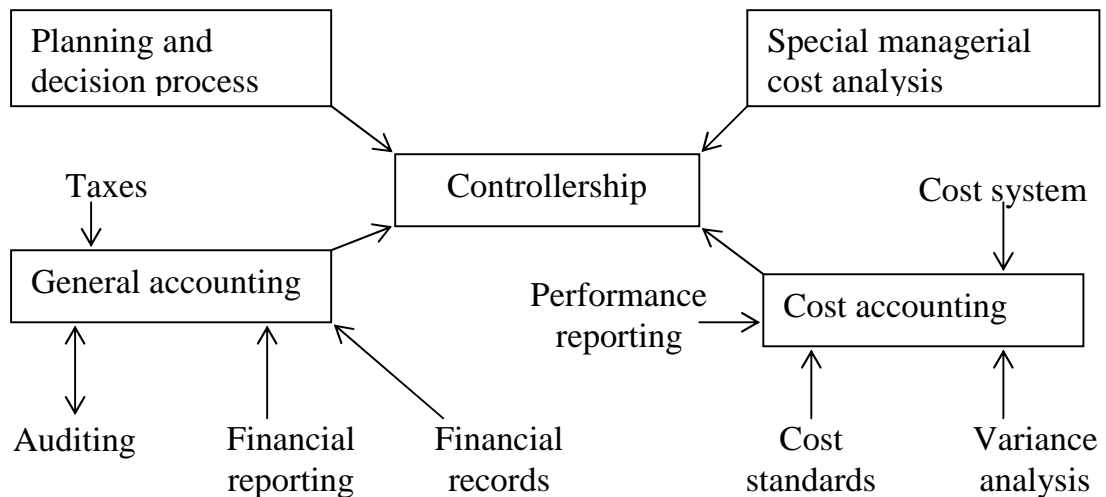 Planning and
decision process
Special managerial
cost analysis
Controllership
Taxes
Cost system
General accounting
Performance
reporting
Cost accounting
Auditing
Financial
reporting
Financial
records
Cost
standards
Variance
analysis